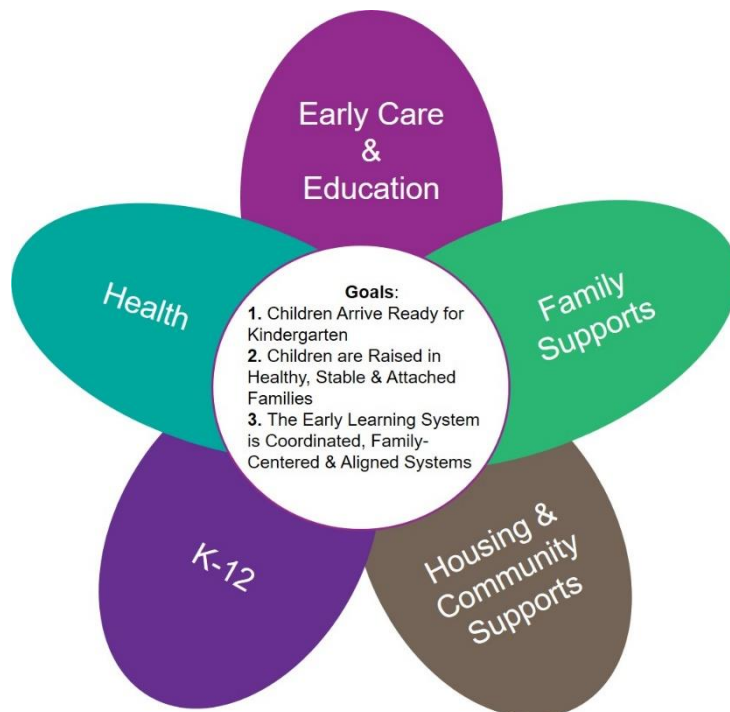 Early Care
&
Education
Health
Family
Supports
Goals:
1. Children Arrive Ready for
Kindergarten
2. Children are Raised in
Healthy, Stable & Attached
Families
3. The Early Learning System
is Coordinated, Family-
Centered & Aligned Systems
K-12
Housing &
Community
Supports